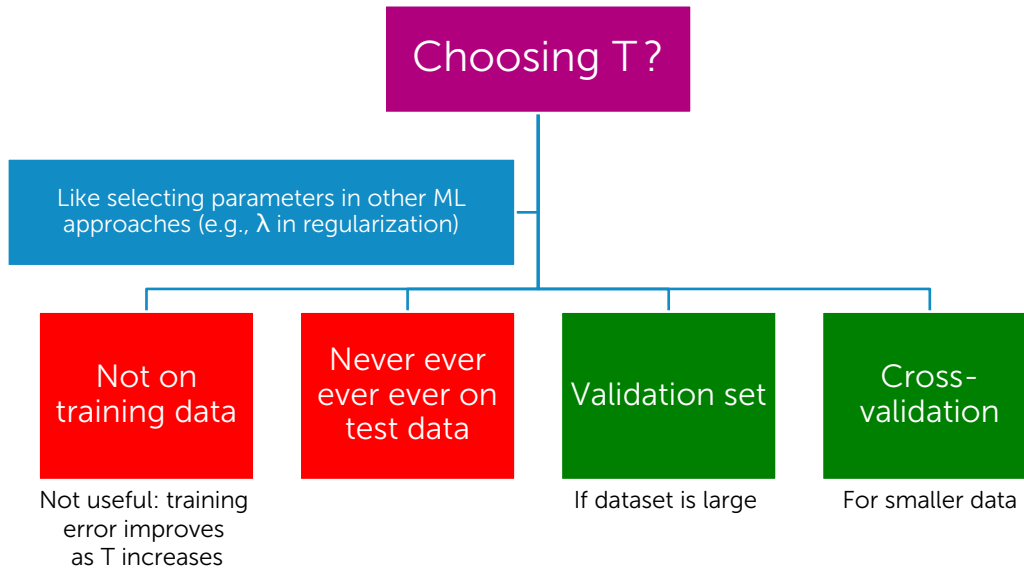 Choosing T?
Like selecting parameters in other ML
approaches (e.g., λ in regularization)
Not on
training data
Never ever
ever ever on
test data
Validation set
Cross-
validation
Not useful: training
error improves
as T increases
If dataset is large
For smaller data